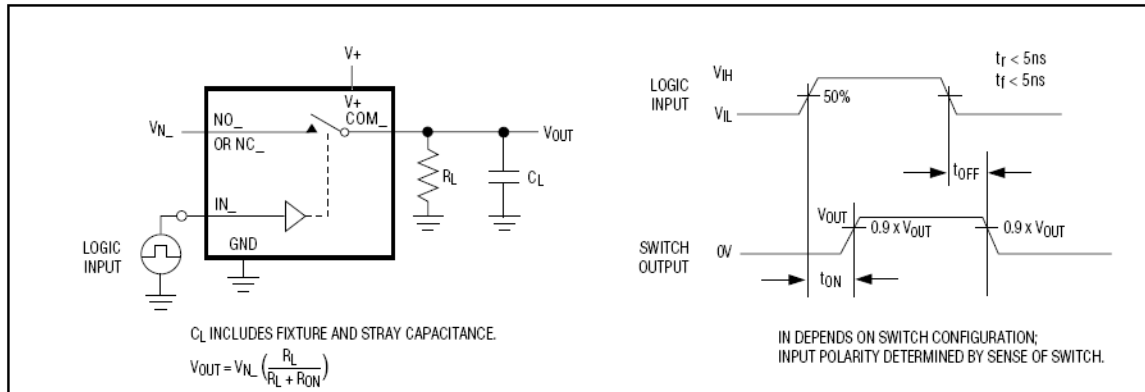 V+
V+
NO_
COM_
VN_
VOUT
OR NC_
RL
CL
IN_
LOGIC
INPUT
GND
CL INCLUDES FIXTURE AND STRAY CAPACITANCE.
VOUT = VN_ (RL / RL + RON)
tr < 5ns
tf < 5ns
LOGIC
INPUT
VIH
VIL
50%
tOFF
VOUT
0.9 x VOUT
0.9 x VOUT
SWITCH
OUTPUT
0V
tON
IN DEPENDS ON SWITCH CONFIGURATION;
INPUT POLARITY DETERMINED BY SENSE OF SWITCH.